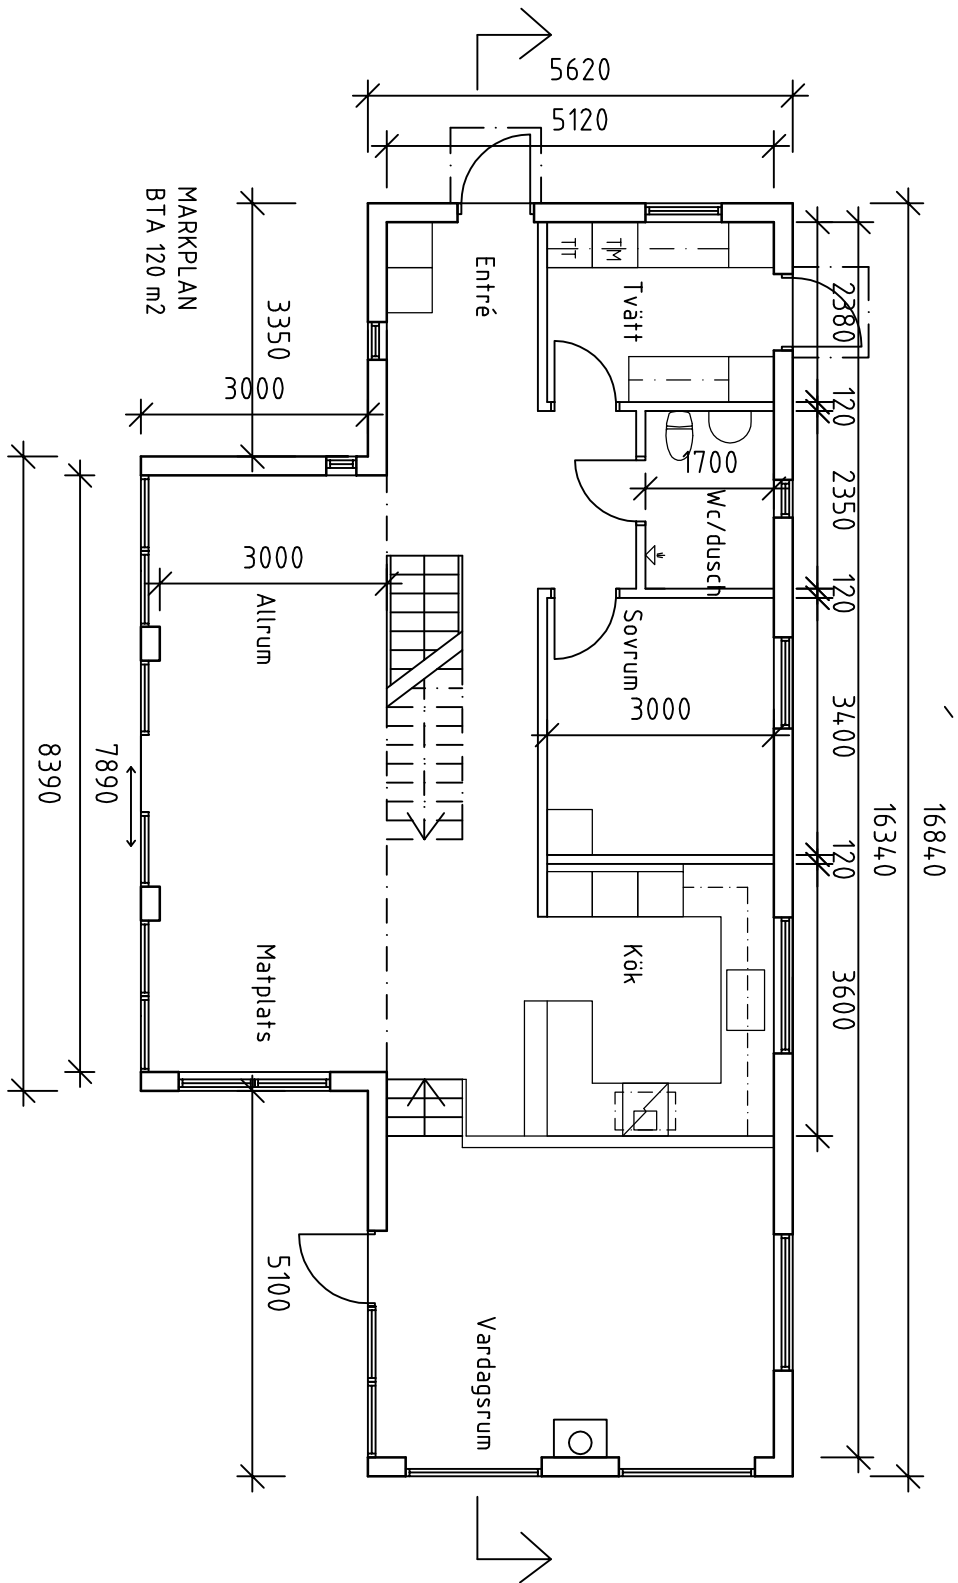 5620
5120
MARKPLAN
BTA 120 m2
3350
3000
Entré
TT
TM
Tvätt
2380
120
1700
Wc/dusch
2350
120
3000
Allrum
Sovrum
3000
3400
120
16340
16840
7890
8390
Matplats
Kök
3600
5100
Vardagsrum